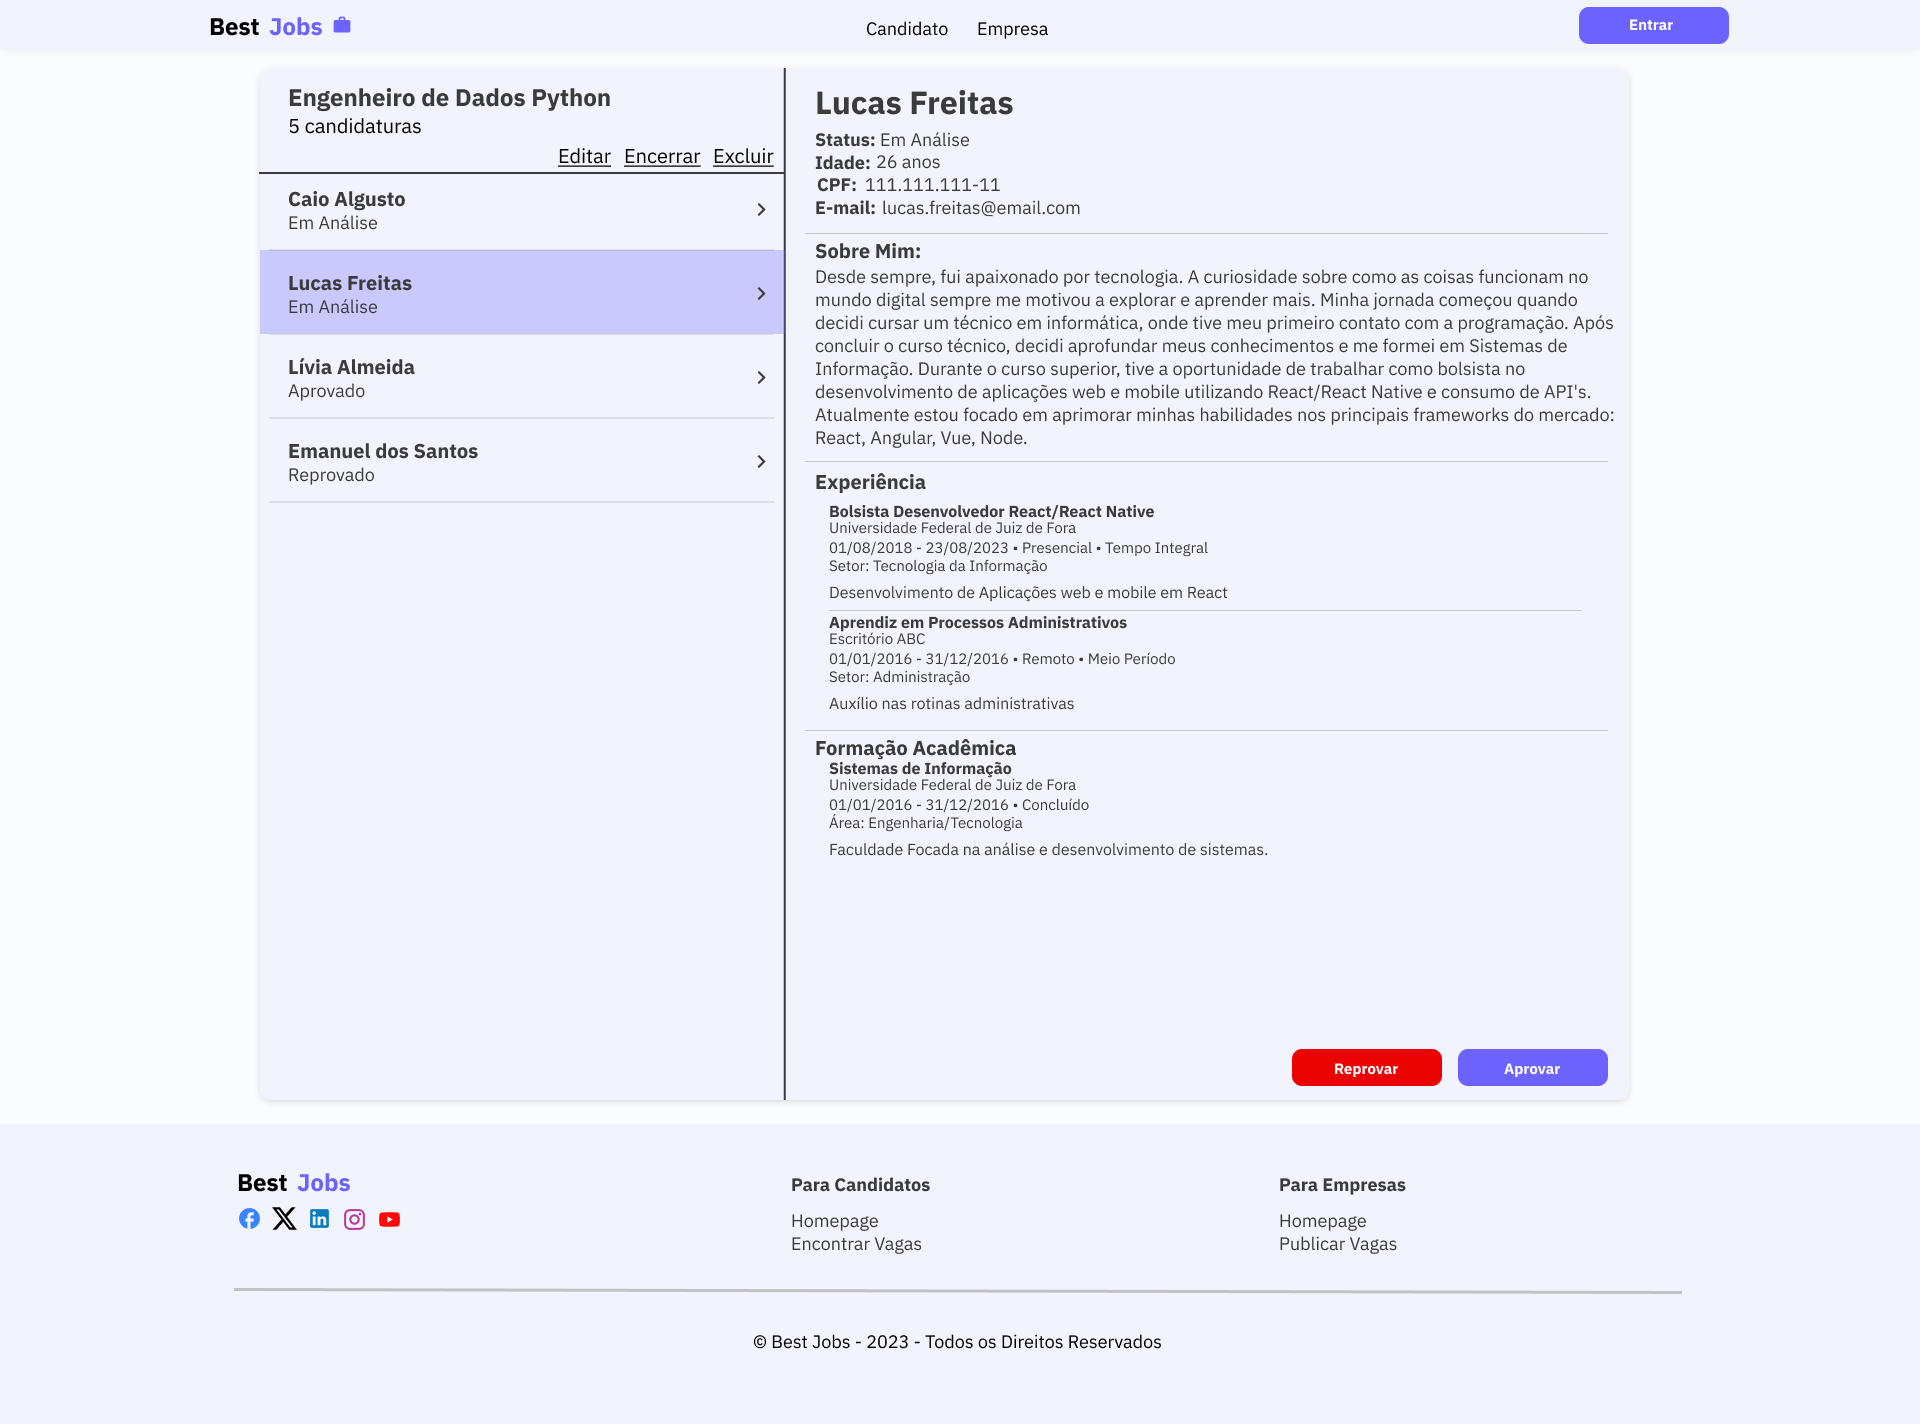 Best Jobs
Candidato Empresa
Entrar
Engenheiro de Dados Python
5 candidaturas
Editar Encerrar Excluir
Caio Algusto
Em Análise
Lucas Freitas
Em Análise
Lívia Almeida
Aprovado
Emanuel dos Santos
Reprovado
Lucas Freitas
Status: Em Análise
Idade: 26 anos
CPF: 111.111.111-11
E-mail: lucas.freitas@email.com
Sobre Mim:
Desde sempre, fui apaixonado por tecnologia. A curiosidade sobre como as coisas funcionam no
mundo digital sempre me motivou a explorar e aprender mais. Minha jornada começou quando
decidi cursar um técnico em informática, onde tive meu primeiro contato com a programação. Após
concluir o curso técnico, decidi aprofundar meus conhecimentos e me formei em Sistemas de
Informação. Durante o curso superior, tive a oportunidade de trabalhar como bolsista no
desenvolvimento de aplicações web e mobile utilizando React/React Native e consumo de API's.
Atualmente estou focado em aprimorar minhas habilidades nos principais frameworks do mercado:
React, Angular, Vue, Node.
Experiência
Bolsista Desenvolvedor React/React Native
Universidade Federal de Juiz de Fora
01/08/2018 - 23/08/2023 • Presencial • Tempo Integral
Setor: Tecnologia da Informação
Desenvolvimento de Aplicações web e mobile em React
Aprendiz em Processos Administrativos
Escritório ABC
01/01/2016 - 31/12/2016 • Remoto • Meio Período
Setor: Administração
Auxílio nas rotinas administrativas
Formação Acadêmica
Sistemas de Informação
Universidade Federal de Juiz de Fora
01/01/2016 - 31/12/2016 • Concluído
Área: Engenharia/Tecnologia
Faculdade Focada na análise e desenvolvimento de sistemas.
Reprovar Aprovar
Best Jobs
Para Candidatos
Homepage
Encontrar Vagas
Para Empresas
Homepage
Publicar Vagas
© Best Jobs - 2023 - Todos os Direitos Reservados